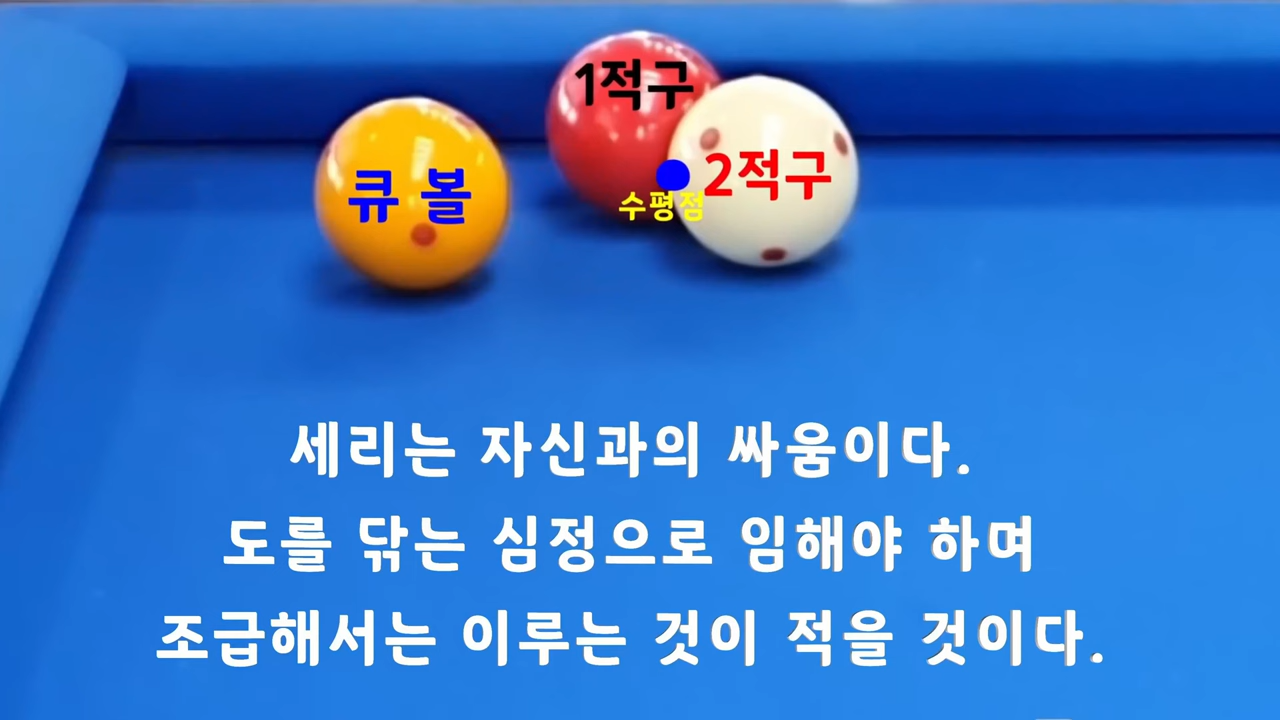 1적구
큐 볼
2적구
수평점
세리는 자신과의 싸움이다.
도를 닦는 심정으로 임해야 하며
조급해서는 이루는 것이 적을 것이다.